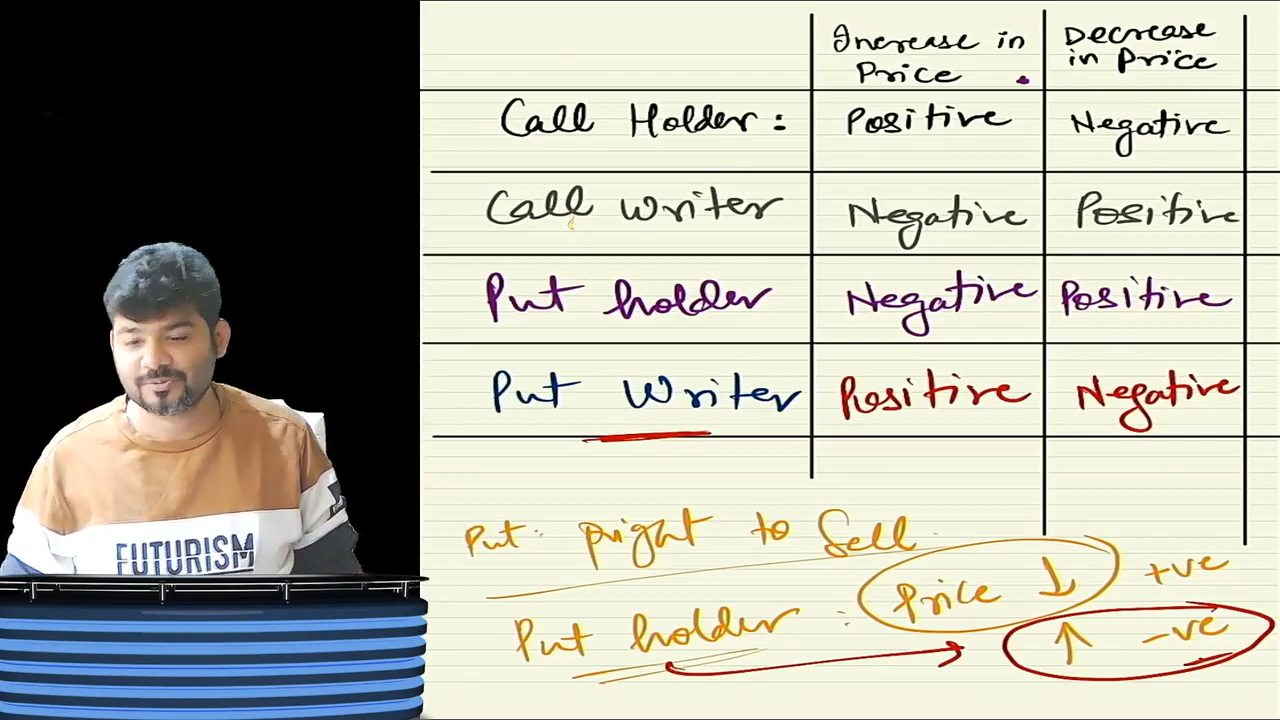 Increase in Decrease
Price in Price
Call Holder: Positive Negative
Call Writer Negative Positive
Put holder Negative Positive
Put Writer Positive Negative
Put: right to Sell
Put holder: Price ↓ +ve
↑ -ve
FUTURISM